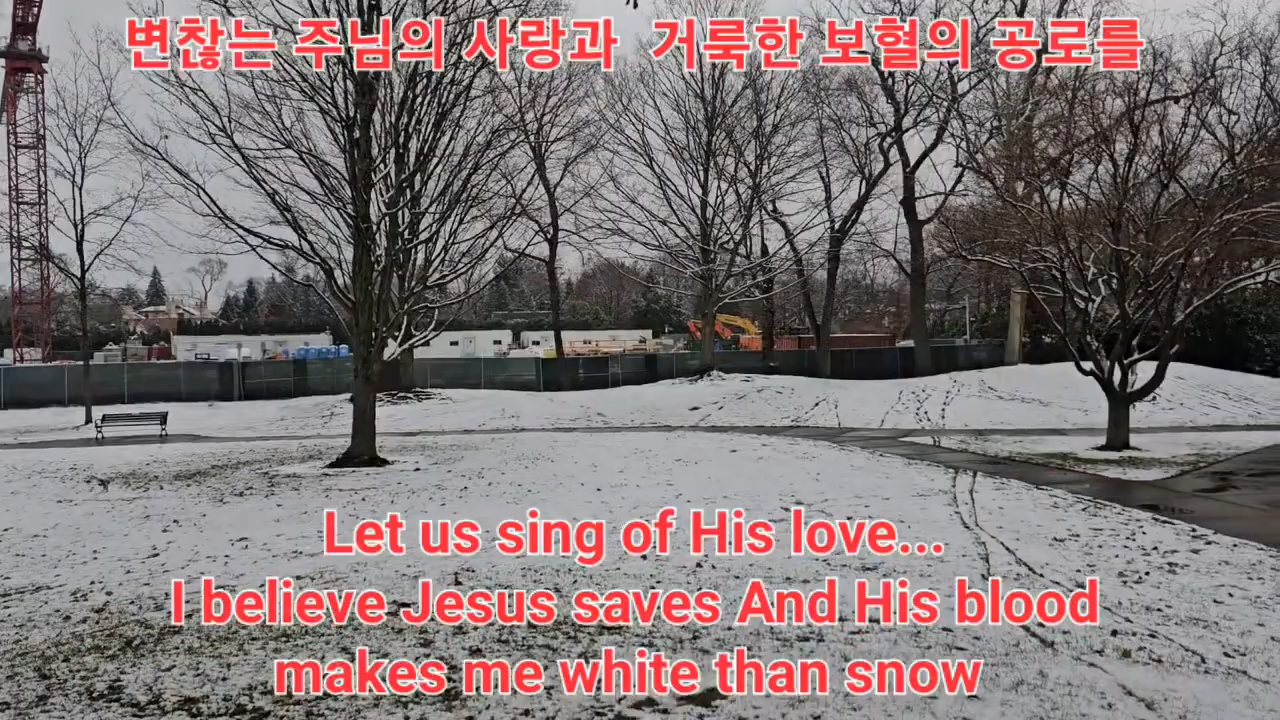 변찮는 주님의 사랑과 거룩한 보혈의 공로를
Let us sing of His love...
I believe Jesus saves And His blood
makes me white than snow